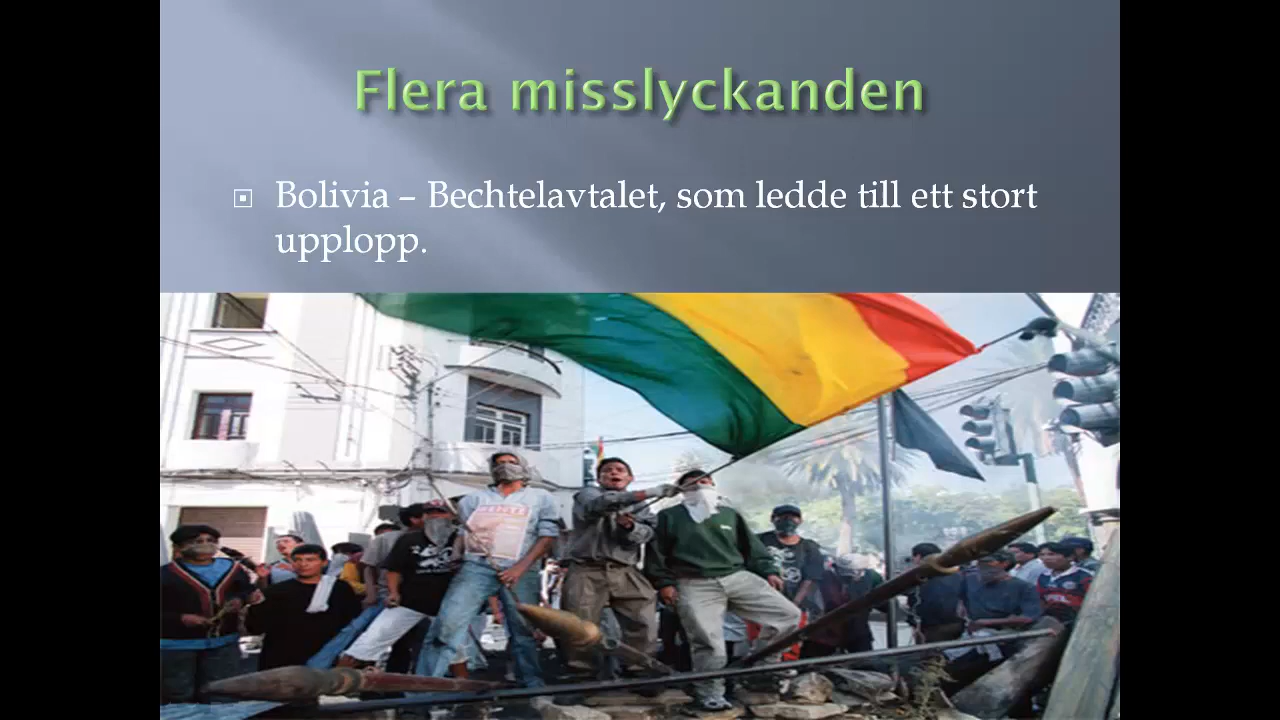 Flera misslyckanden
Bolivia – Bechtelavtalet, som ledde till ett stort
upplopp.